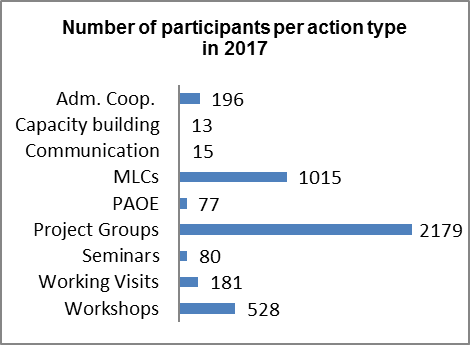 Number of participants per action type
in 2017
Adm. Coop. 196
Capacity building 13
Communication 15
MLCs 1015
PAOE 77
Project Groups 2179
Seminars 80
Working Visits 181
Workshops 528